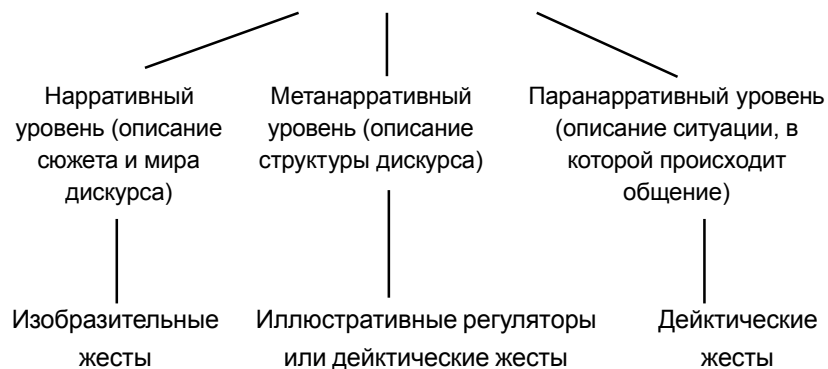 Нарративный
уровень (описание
сюжета и мира
дискурса)
Метанарративный
уровень (описание
структуры дискурса)
Паранарративный уровень
(описание ситуации, в
которой происходит
общение)
Изобразительные
жесты
Иллюстративные регуляторы
или дейктические жесты
Дейктические
жесты